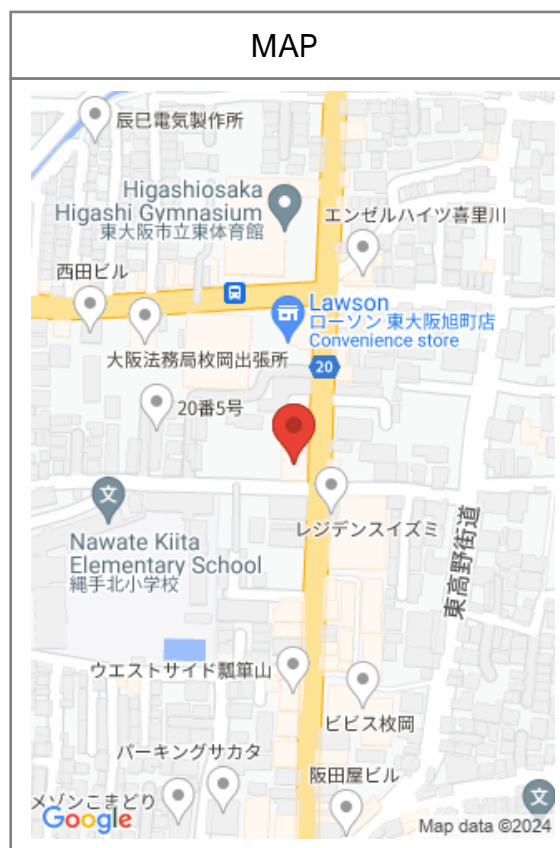 MAP
辰巳電気製作所
Higashiosaka
Higashi Gymnasium
東大阪市立東体育館
エンゼルハイツ喜里川
西田ビル
Lawson
ローソン 東大阪旭町店
Convenience store
大阪法務局枚岡出張所
20
20番5号
文
レジデンスイズミ
東高野街道
Nawate Kiita
Elementary School
縄手北小学校
ウエストサイド瓢箪山
ビビス枚岡
パーキングサカタ
阪田屋ビル
メゾンこまどり
文
Google
Map data ©2024